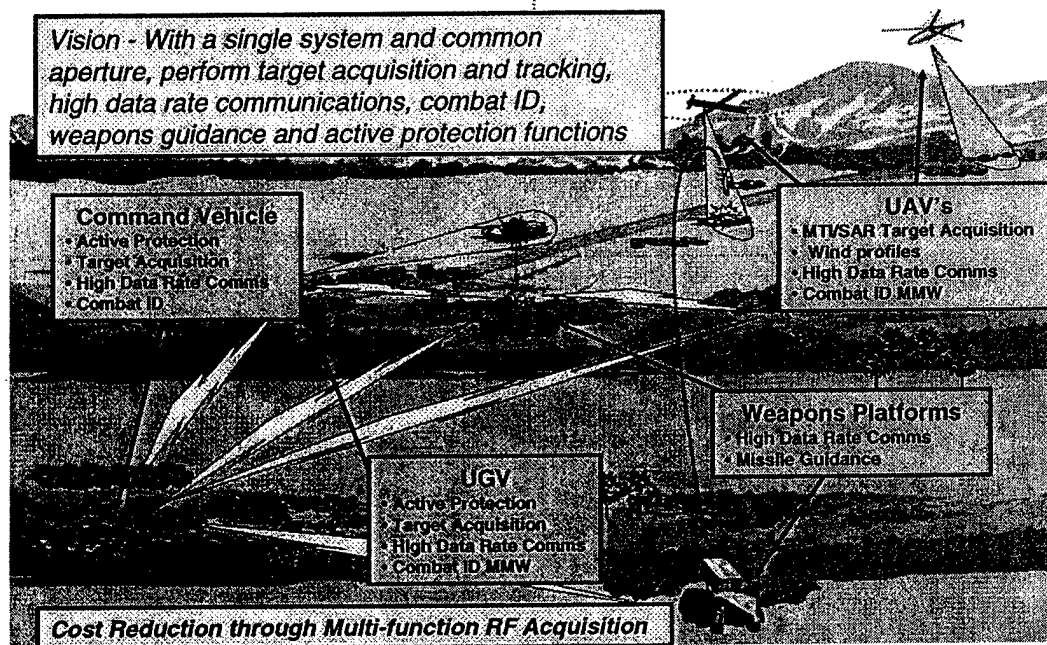 Vision - With a single system and common
aperture, perform target acquisition and tracking,
high data rate communications, combat ID,
weapons guidance and active protection functions
Command Vehicle
• Active Protection
• Target Acquisition
• High Data Rate Comms
• Combat ID
UAV's
• MTI/SAR Target Acquisition
• Wind profiles
• High Data Rate Comms
• Combat ID MMW
Weapons Platforms
• High Data Rate Comms
• Missile Guidance
UGV
• Active Protection
• Target Acquisition
• High Data Rate Comms
• Combat ID MMW
Cost Reduction through Multi-function RF Acquisition